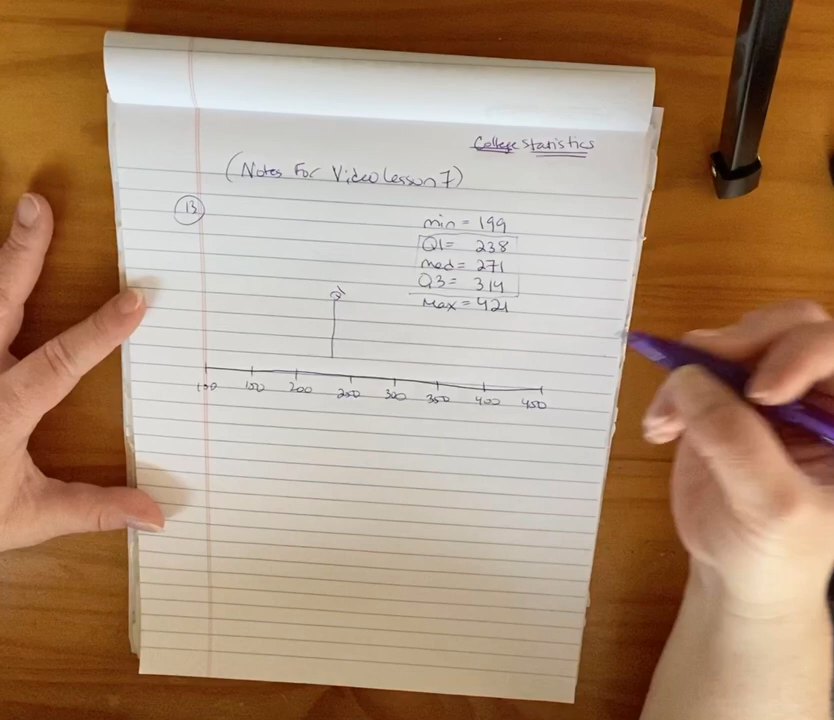 College Statistics
(Notes For Video Lesson 7)
13
min = 199
Q1= 238
med= 271
Q3= 314
Max = 421
Q1
100 150 200 250 300 350 400 450